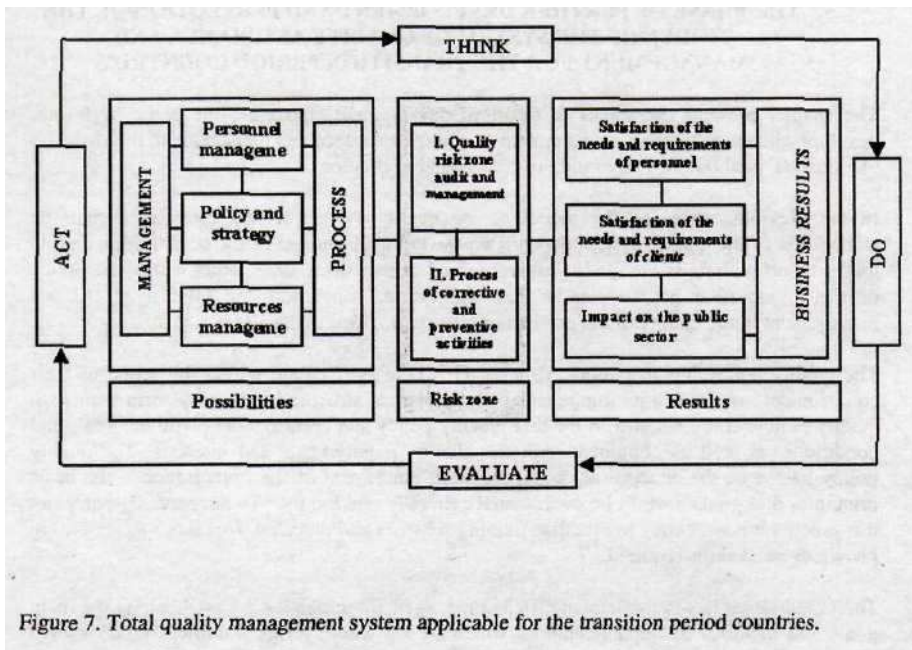 THINK
ACT
MANAGEMENT
Personnel
manageme
Policy and
strategy
Resources
manageme
PROCESS
I. Quality
risk zone
audit and
management
II. Process
of corrective
and
preventive
activities
Satisfaction of the
needs and requirements
of personnel
Satisfaction of the
needs and requirements
of clients
Impact on the public
sector
BUSINESS RESULTS
DO
Possibilities
Risk zone
Results
EVALUATE
Figure 7. Total quality management system applicable for the transition period countries.